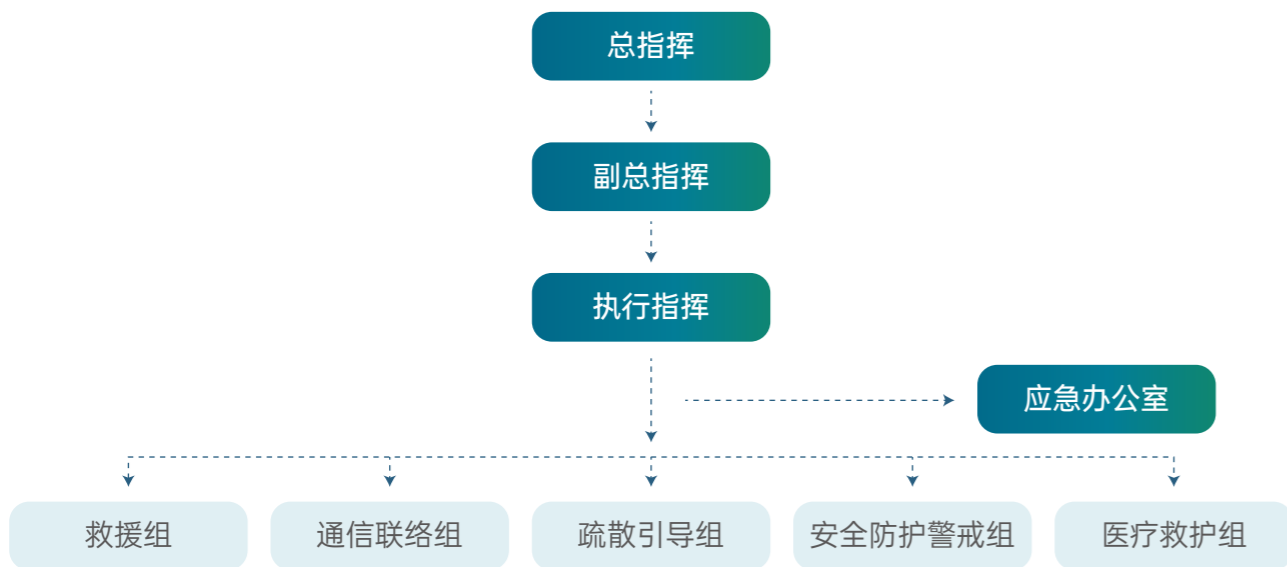 总指挥
副总指挥
执行指挥
应急办公室
救援组
通信联络组
疏散引导组
安全防护警戒组
医疗救护组